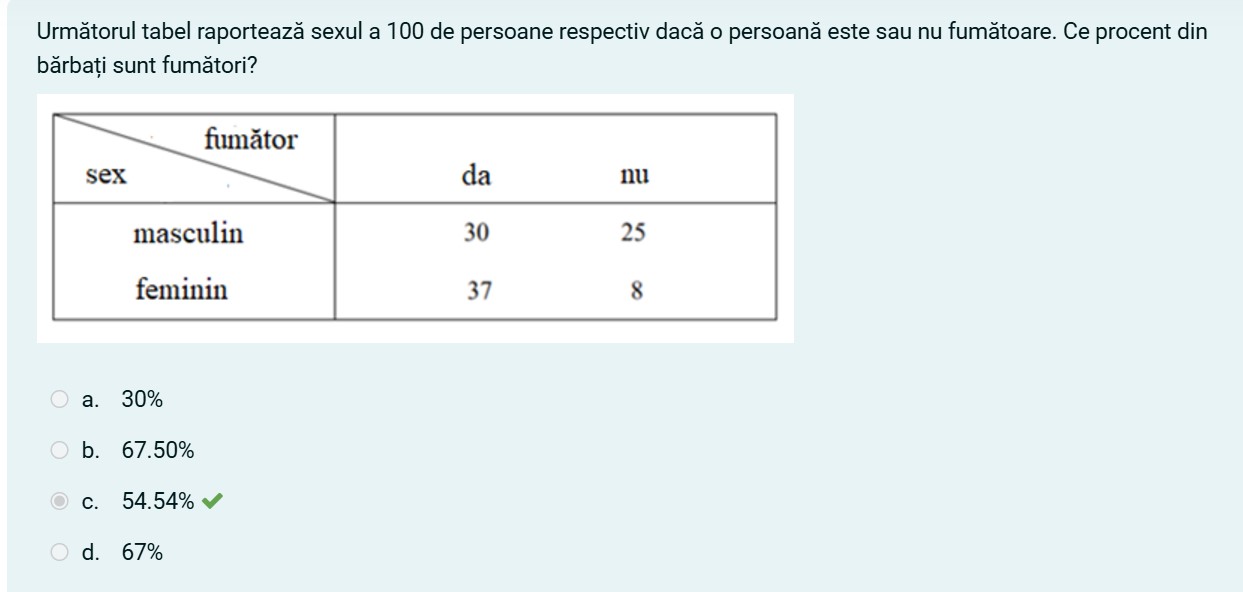 Următorul tabel raportează sexul a 100 de persoane respectiv dacă o persoană este sau nu fumătoare. Ce procent din
bărbați sunt fumători?
fumător
sex da nu
masculin 30 25
feminin 37 8
a. 30%
b. 67.50%
c. 54.54%
d. 67%